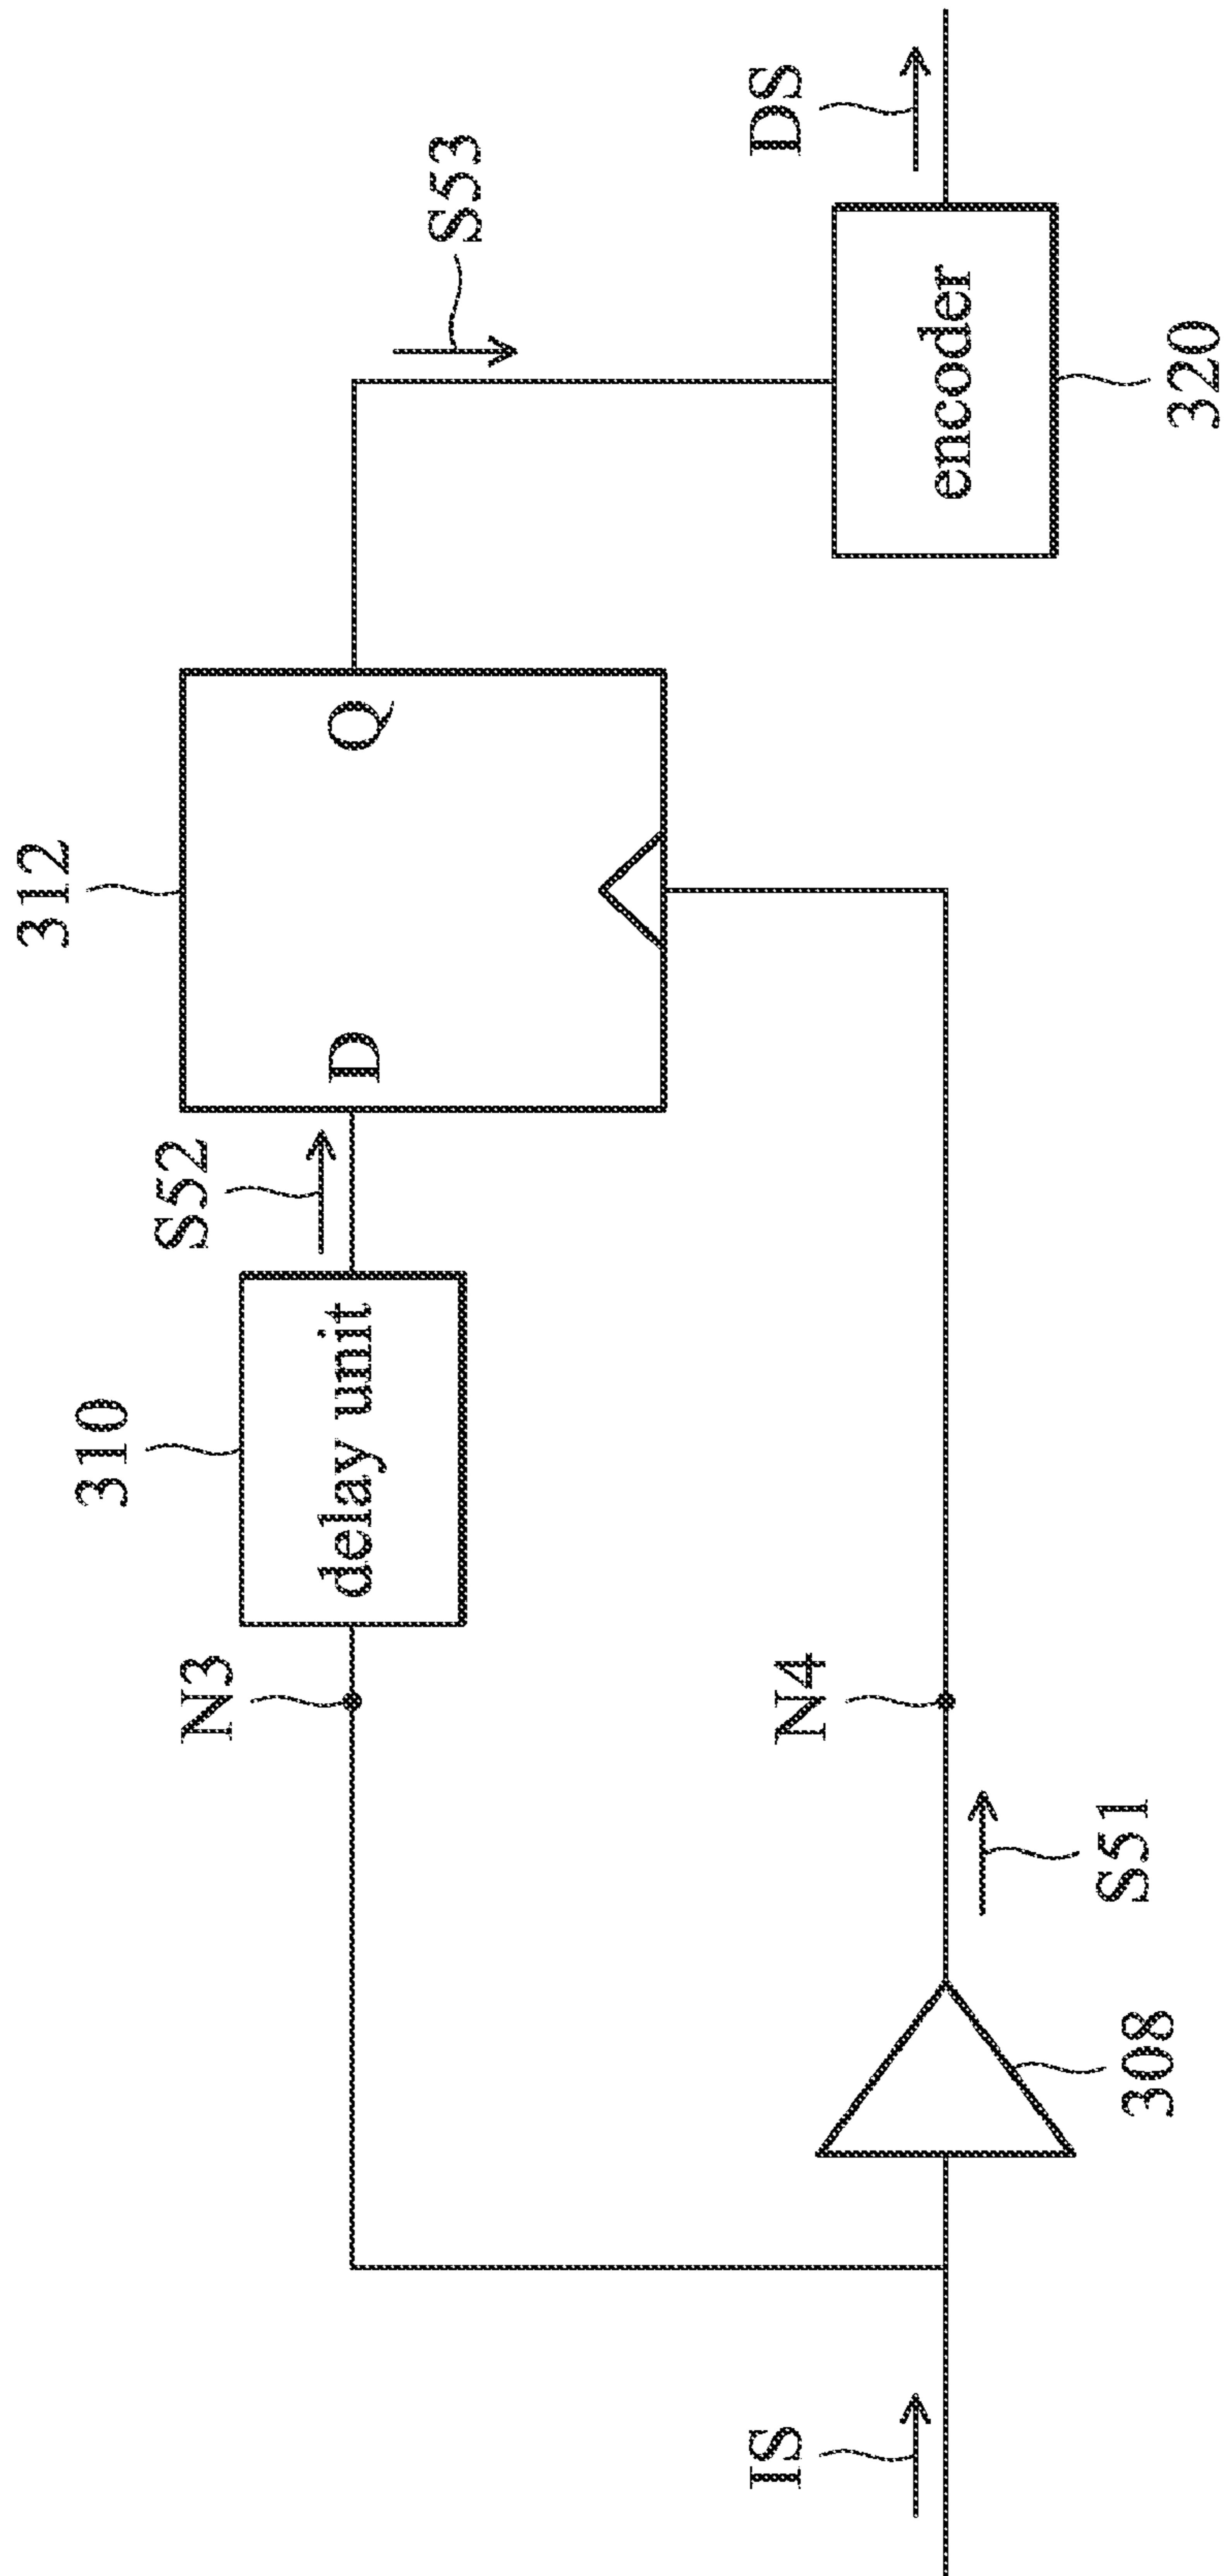 312
S53
310
S52
D
Q
N3
delay unit
DS
N4
encoder
IS
S51
320
308